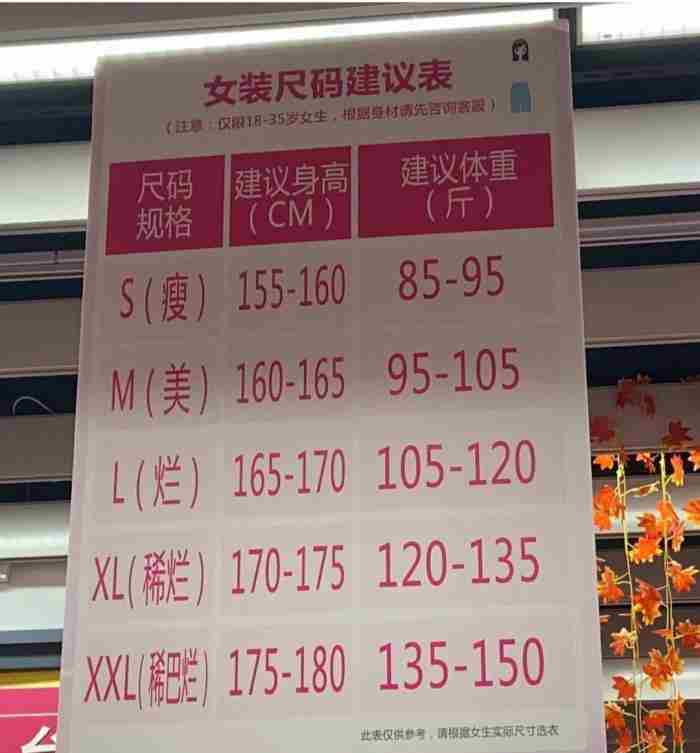 女装尺码建议表
（注意：仅限18-35岁女生，根据身材请先咨询客服）
尺码规格 建议身高（CM） 建议体重（斤）
S（瘦） 155-160 85-95
M（美） 160-165 95-105
L（烂） 165-170 105-120
XL（稀烂） 170-175 120-135
XXL（稀巴烂） 175-180 135-150
此表仅供参考，请根据女生实际尺寸选衣